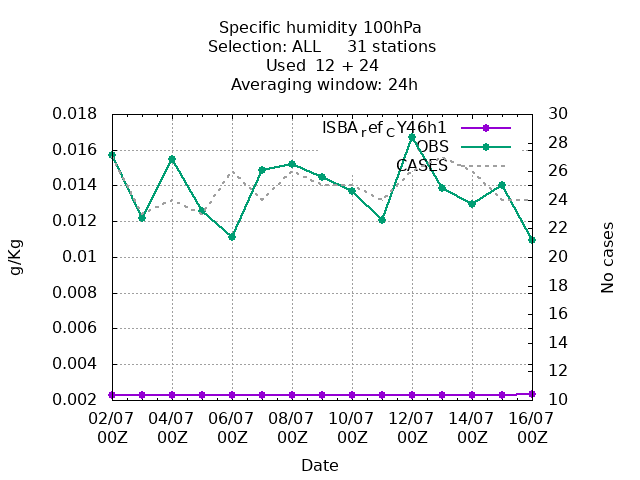 Specific humidity 100hPa
Selection: ALL     31 stations
Used  12 + 24
Averaging window: 24h
ISBA_ref_CY46h1
OBS
CASES
0.018
0.016
0.014
0.012
0.01
0.008
0.006
0.004
0.002
30
28
26
24
22
20
18
16
14
12
10
g/Kg
No cases
02/07 04/07 06/07 08/07 10/07 12/07 14/07 16/07
00Z 00Z 00Z 00Z 00Z 00Z 00Z 00Z
Date